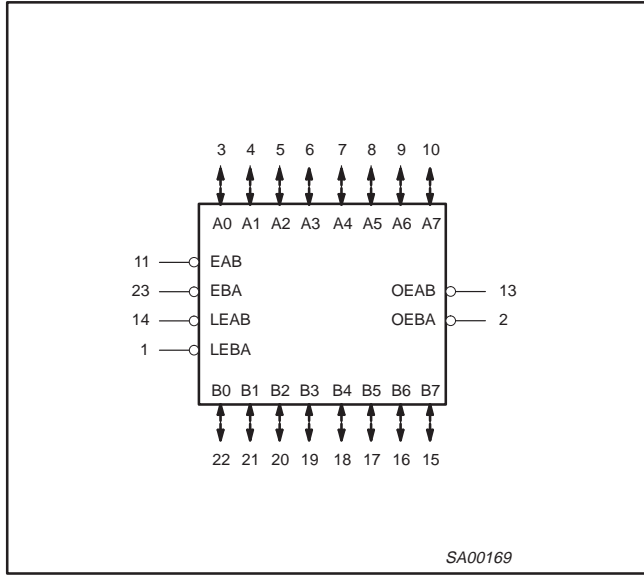 3 4 5 6 7 8 9 10
A0 A1 A2 A3 A4 A5 A6 A7
11 EAB
23 EBA OEAB 13
14 LEAB OEBA 2
1 LEBA
B0 B1 B2 B3 B4 B5 B6 B7
22 21 20 19 18 17 16 15
SA00169